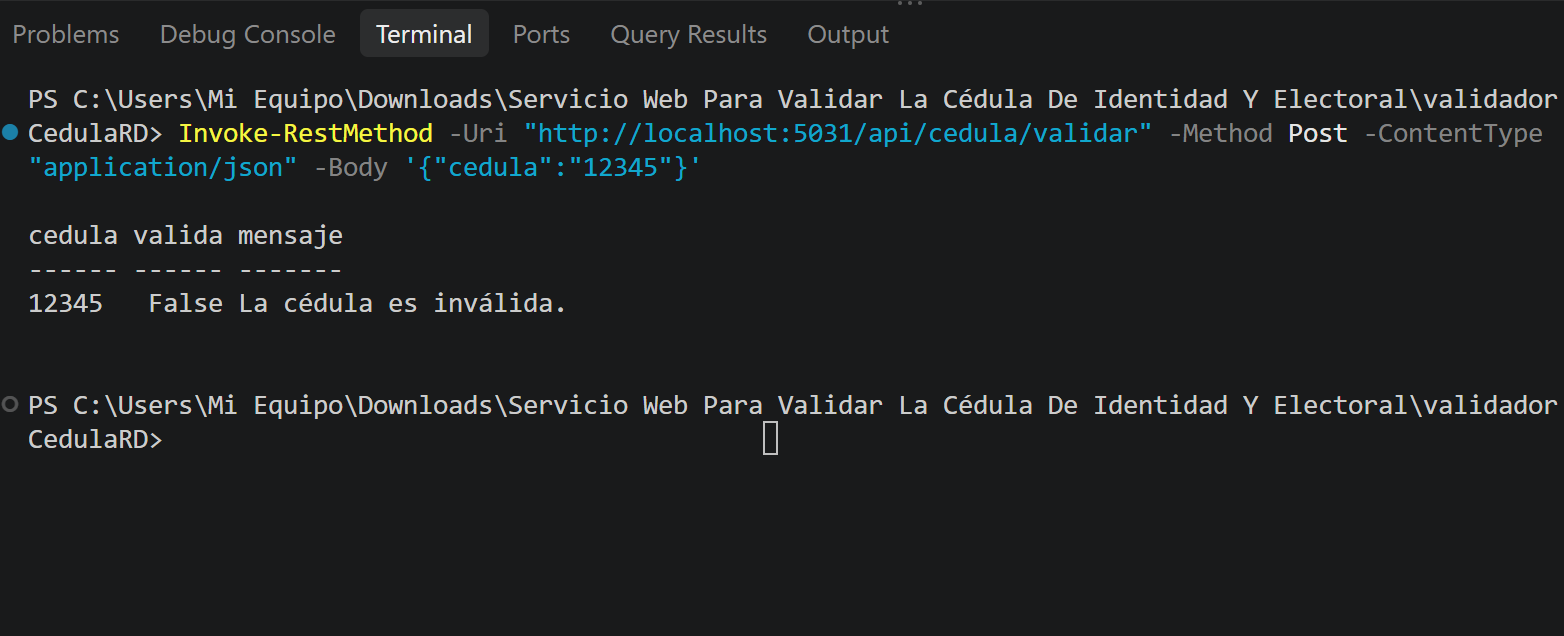 Problems Debug Console Terminal Ports Query Results Output
PS C:\Users\Mi Equipo\Downloads\Servicio Web Para Validar La Cédula De Identidad Y Electoral\validador
CedulaRD> Invoke-RestMethod -Uri "http://localhost:5031/api/cedula/validar" -Method Post -ContentType
"application/json" -Body '{"cedula":"12345"}'
cedula valida mensaje
------ ------ -------
12345   False La cédula es inválida.
PS C:\Users\Mi Equipo\Downloads\Servicio Web Para Validar La Cédula De Identidad Y Electoral\validador
CedulaRD>